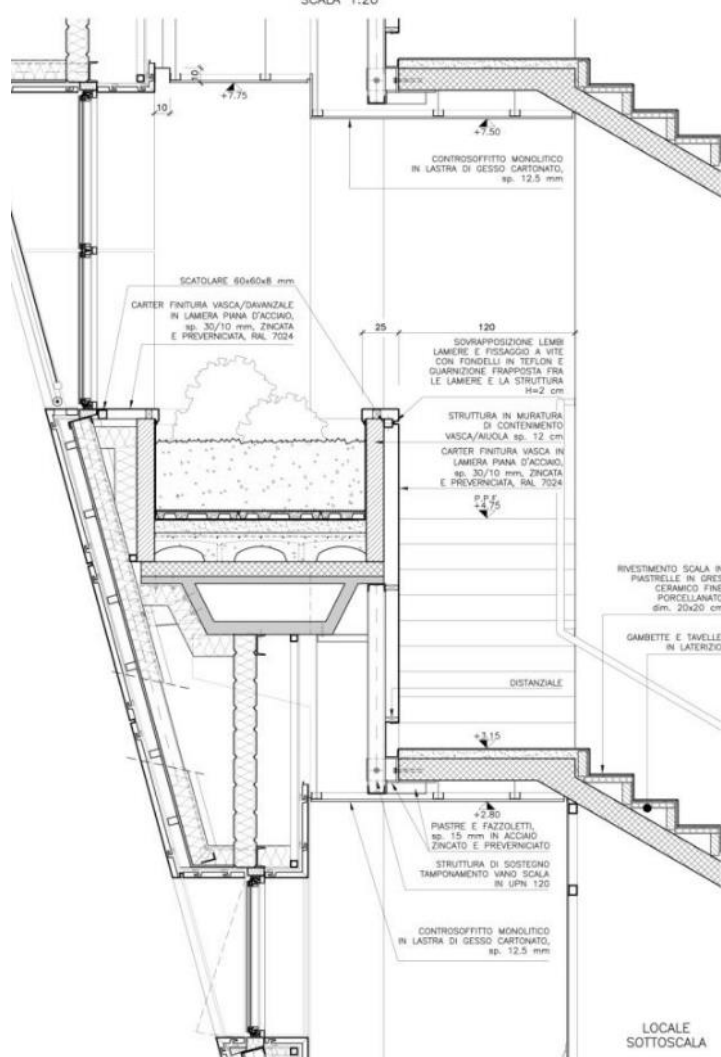 SCALA 1:20
10
+7.75
10
+7.50
CONTROSOFFITTO MONOLITICO
IN LASTRA DI GESSO CARTONATO,
sp. 12.5 mm
SCATOLARE 60x60x8 mm
CARTER FINITURA VASCA/DAVANZALE
IN LAMIERA PIANA D'ACCIAIO,
sp. 30/10 mm, ZINCATA
E PREVERNICIATA, RAL 7024
25
120
SOVRAPPOSIZIONE LEMBI
LAMIERE E FISSAGGIO A VITE
CON FONDELLI IN TEFLON E
GUARNIZIONE FRAPPOSTA FRA
LE LAMIERE E LA STRUTTURA
H=2 cm
STRUTTURA IN MURATURA
DI CONTENIMENTO
VASCA/AIUOLA sp. 12 cm
CARTER FINITURA VASCA IN
LAMIERA PIANA D'ACCIAIO,
sp. 30/10 mm, ZINCATA
E PREVERNICIATA, RAL 7024
P.P.F.
+4.75
RIVESTIMENTO SCALA IN
PIASTRELLE IN GRES
CERAMICO FINE
PORCELLANATO
dim. 20x20 cm
GAMBETTE E TAVELLE
IN LATERIZIO
DISTANZIALE
+3.15
+2.80
PIASTRE E FAZZOLETTI,
sp. 15 mm IN ACCIAIO
ZINCATO E PREVERNICIATO
STRUTTURA DI SOSTEGNO
TAMPONAMENTO VANO SCALA
IN UPN 120
CONTROSOFFITTO MONOLITICO
IN LASTRA DI GESSO CARTONATO,
sp. 12,5 mm
LOCALE
SOTTOSCALA